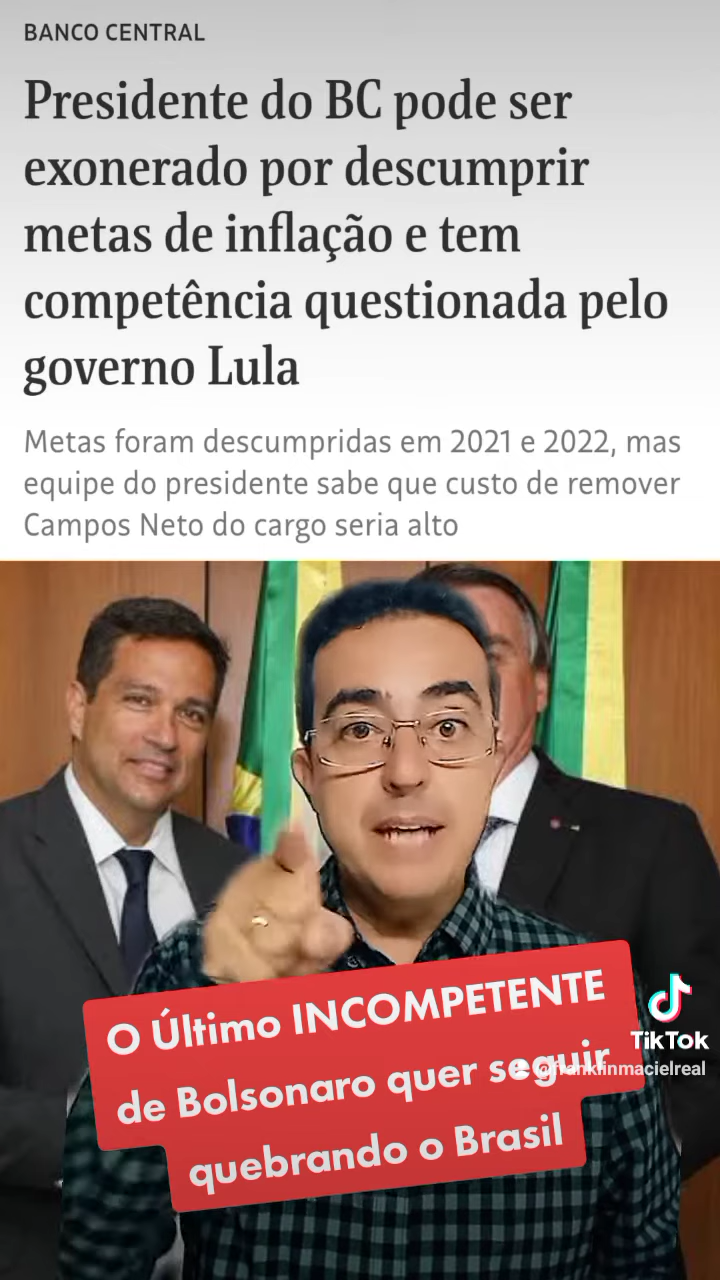 BANCO CENTRAL
Presidente do BC pode ser
exonerado por descumprir
metas de inflação e tem
competência questionada pelo
governo Lula
Metas foram descumpridas em 2021 e 2022, mas
equipe do presidente sabe que custo de remover
Campos Neto do cargo seria alto
O Último INCOMPETENTE
de Bolsonaro quer seguir
quebrando o Brasil
TikTok
@franklinmacielreal